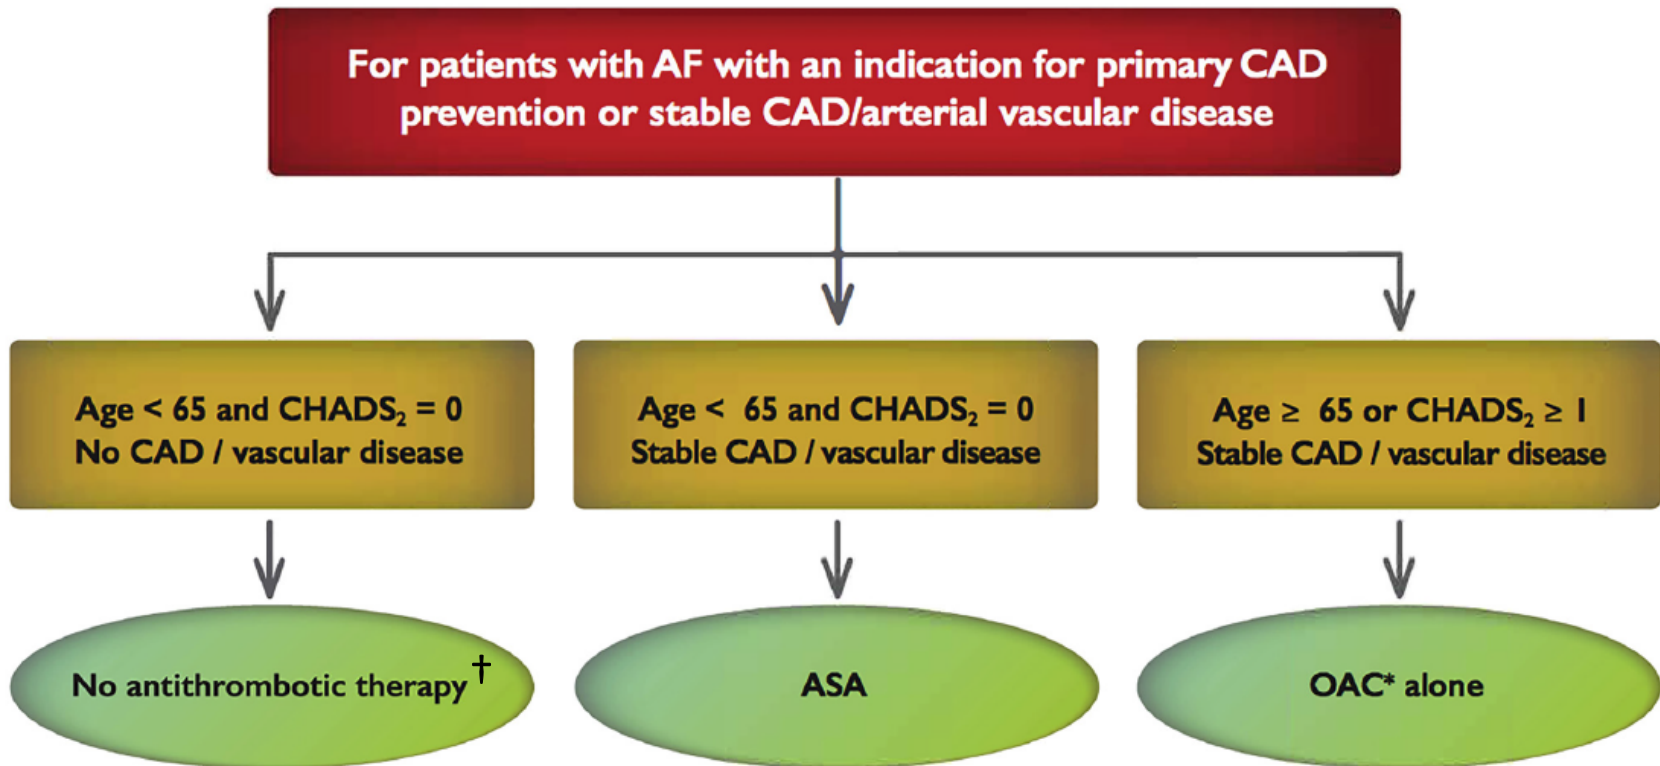 For patients with AF with an indication for primary CAD
prevention or stable CAD/arterial vascular disease
Age < 65 and CHADS₂ = 0
No CAD / vascular disease
Age < 65 and CHADS₂ = 0
Stable CAD / vascular disease
Age ≥ 65 or CHADS₂ ≥ 1
Stable CAD / vascular disease
No antithrombotic therapy†
ASA
OAC* alone